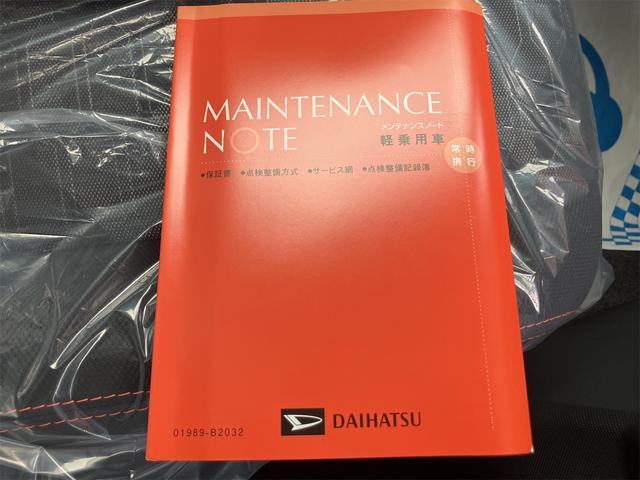 MAINTENANCE
NOTE
メンテナンスノート
軽乗用車
常時
携行
●保証書 ●点検整備方式 ●サービス網 ●点検整備記録簿
01989-B2032
DAIHATSU